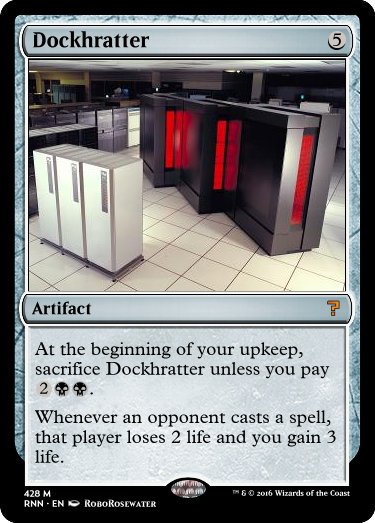 Dockhratter 5
Artifact ?
At the beginning of your upkeep,
sacrifice Dockhratter unless you pay
2 .
Whenever an opponent casts a spell,
that player loses 2 life and you gain 3
life.
428 M
RNN • EN RoboRosewater
™ & © 2016 Wizards of the Coast